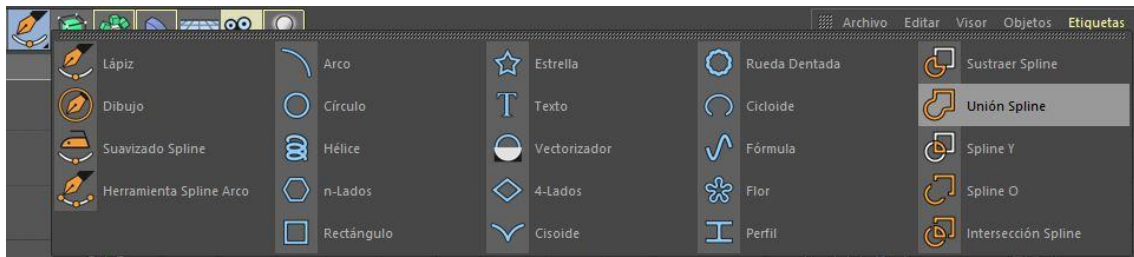 Archivo Editar Visor Objetos Etiquetas
Lápiz Arco Estrella Rueda Dentada Sustraer Spline
Dibujo Círculo Texto Cicloide Unión Spline
Suavizado Spline Hélice Vectorizador Fórmula Spline Y
Herramienta Spline Arco n-Lados 4-Lados Flor Spline O
Rectángulo Cisoide Perfil Intersección Spline